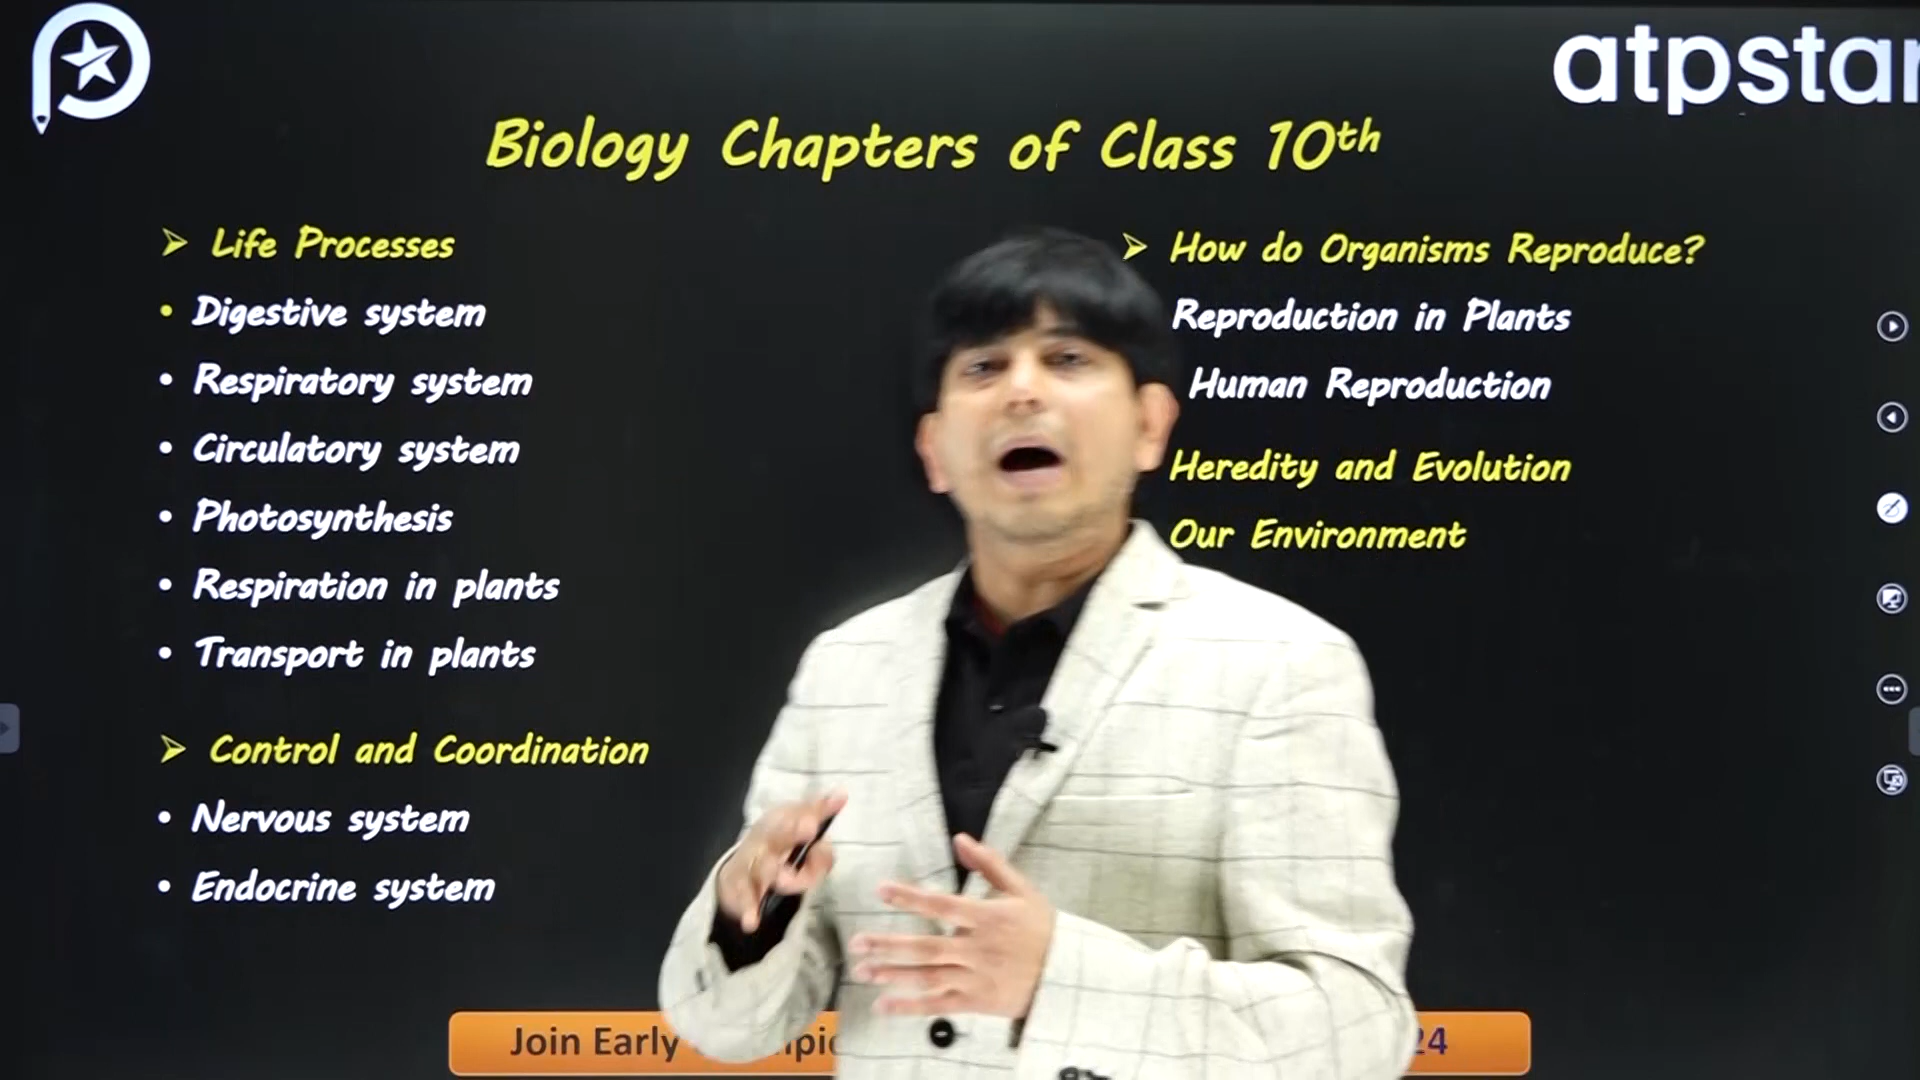 atpstar
Biology Chapters of Class 10th
Life Processes
• Digestive system
• Respiratory system
• Circulatory system
• Photosynthesis
• Respiration in plants
• Transport in plants
Control and Coordination
• Nervous system
• Endocrine system
How do Organisms Reproduce?
Reproduction in Plants
Human Reproduction
Heredity and Evolution
Our Environment
Join Early 24